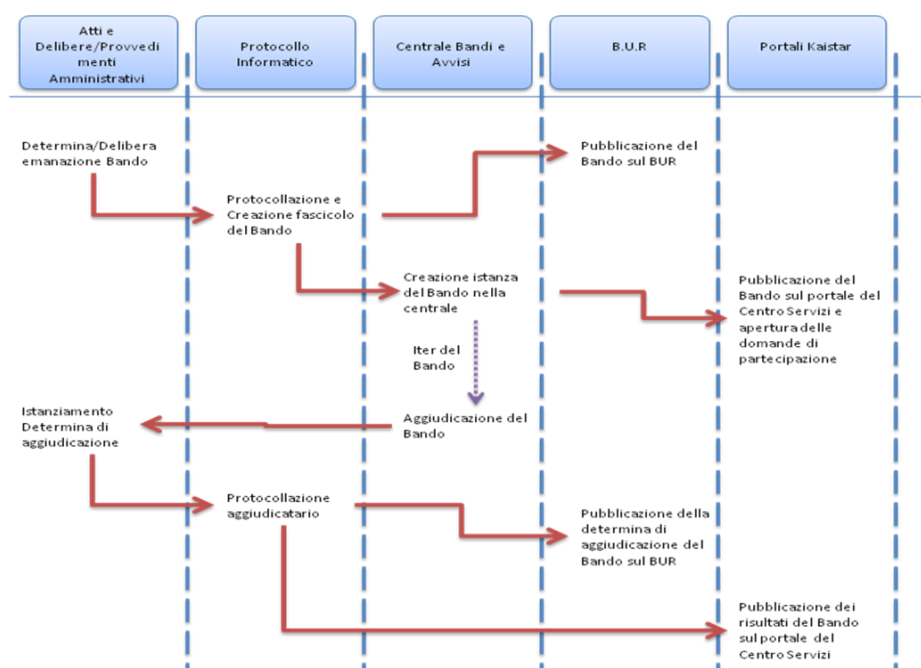 Atti e
Delibere/Provvedi
menti
Amministrativi
Protocollo
Informatico
Centrale Bandi e
Avvisi
B.U.R
Portali Kaistar
Determina/Delibera
emanazione Bando
Pubblicazione del
Bando sul BUR
Protocollazione e
Creazione fascicolo
del Bando
Creazione istanza
del Bando nella
centrale
Pubblicazione del
Bando sul portale del
Centro Servizi e
apertura delle
domande di
partecipazione
Iter del
Bando
Istanziamento
Determina di
aggiudicazione
Aggiudicazione del
Bando
Protocollazione
aggiudicatario
Pubblicazione della
determina di
aggiudicazione del
Bando sul BUR
Pubblicazione dei
risultati del Bando
sul portale del
Centro Servizi